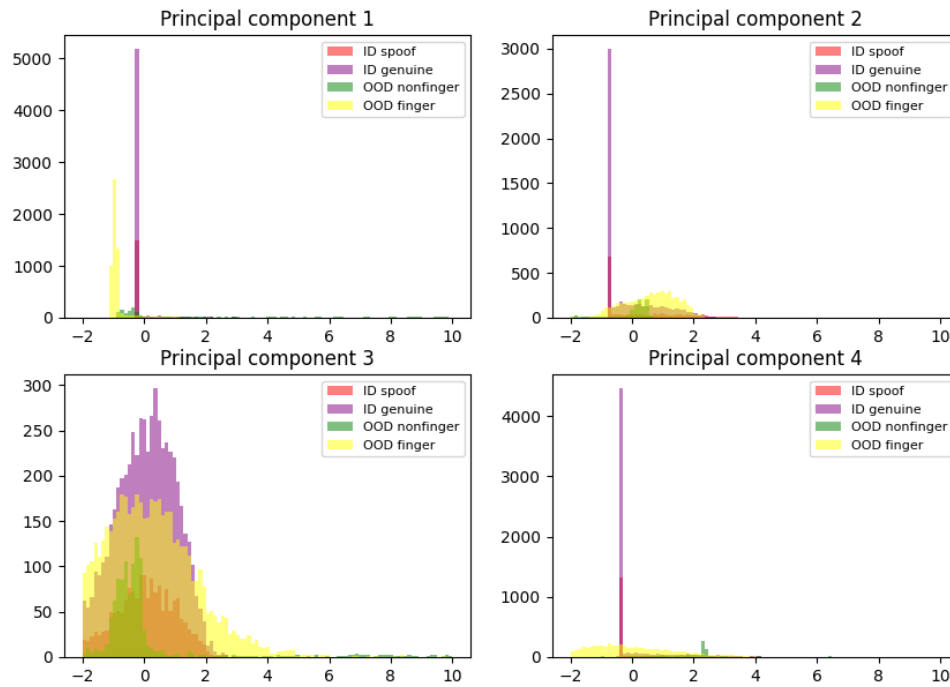 Principal component 1
5000
4000
3000
2000
1000
0
−2 0 2 4 6 8 10
ID spoof
ID genuine
OOD nonfinger
OOD finger
Principal component 2
3000
2500
2000
1500
1000
500
0
−2 0 2 4 6 8 10
ID spoof
ID genuine
OOD nonfinger
OOD finger
Principal component 3
300
250
200
150
100
50
0
−2 0 2 4 6 8 10
ID spoof
ID genuine
OOD nonfinger
OOD finger
Principal component 4
4000
3000
2000
1000
0
−2 0 2 4 6 8 10
ID spoof
ID genuine
OOD nonfinger
OOD finger